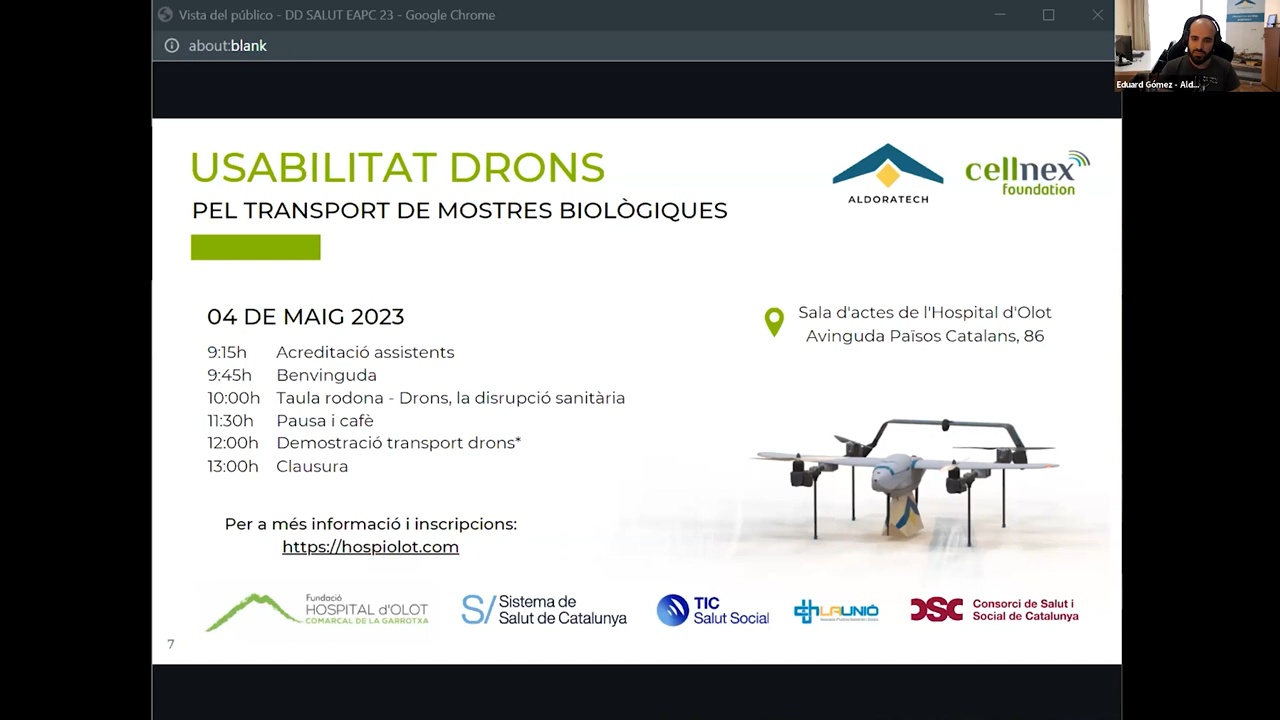 Vista del público - DD SALUT EAPC 23 - Google Chrome
about:blank
Eduard Gómez - Ald...
USABILITAT DRONS
PEL TRANSPORT DE MOSTRES BIOLÒGIQUES
ALDORATECH
cellnex
foundation
04 DE MAIG 2023
9:15h Acreditació assistents
9:45h Benvinguda
10:00h Taula rodona - Drons, la disrupció sanitària
11:30h Pausa i cafè
12:00h Demostració transport drons*
13:00h Clausura
Sala d'actes de l'Hospital d'Olot
Avinguda Països Catalans, 86
Per a més informació i inscripcions:
https://hospiolot.com
Fundació
HOSPITAL d'OLOT
COMARCAL DE LA GARROTXA
Sistema de
Salut de Catalunya
TIC
Salut Social
LAUNIÓ
CSC Consorci de Salut i
Social de Catalunya
7